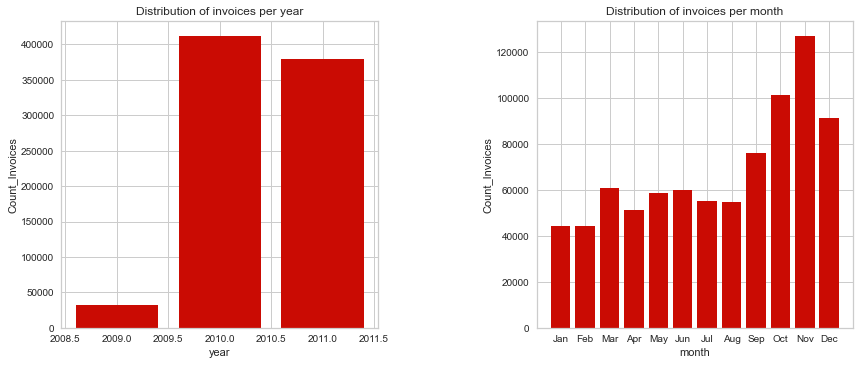 Distribution of invoices per year
Count_Invoices
400000
350000
300000
250000
200000
150000
100000
50000
0
2008.5 2009.0 2009.5 2010.0 2010.5 2011.0 2011.5
year
Distribution of invoices per month
Count_Invoices
120000
100000
80000
60000
40000
20000
0
Jan Feb Mar Apr May Jun Jul Aug Sep Oct Nov Dec
month